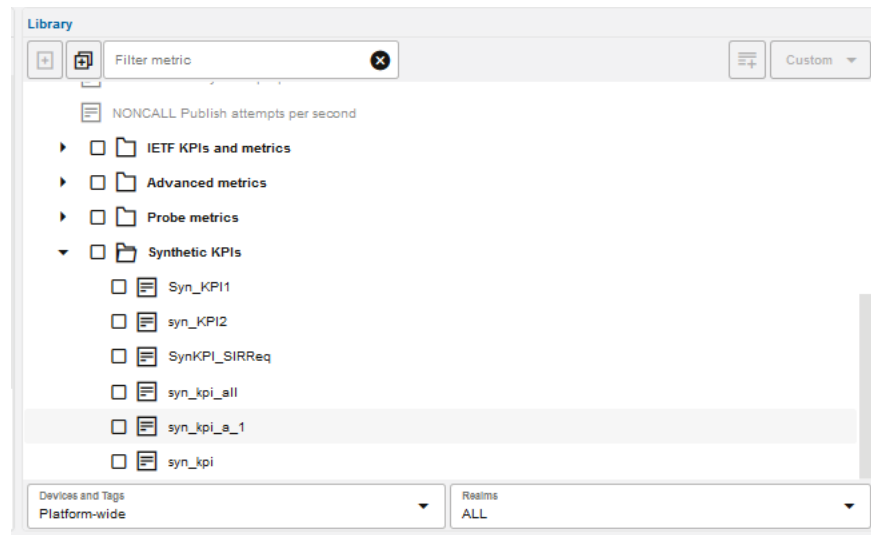 Library
Filter metric
Custom
NONCALL Publish attempts per second
IETF KPIs and metrics
Advanced metrics
Probe metrics
Synthetic KPIs
Syn_KPI1
syn_KPI2
SynKPI_SIRReq
syn_kpi_all
syn_kpi_a_1
syn_kpi
Devices and Tags
Platform-wide
Realms
ALL